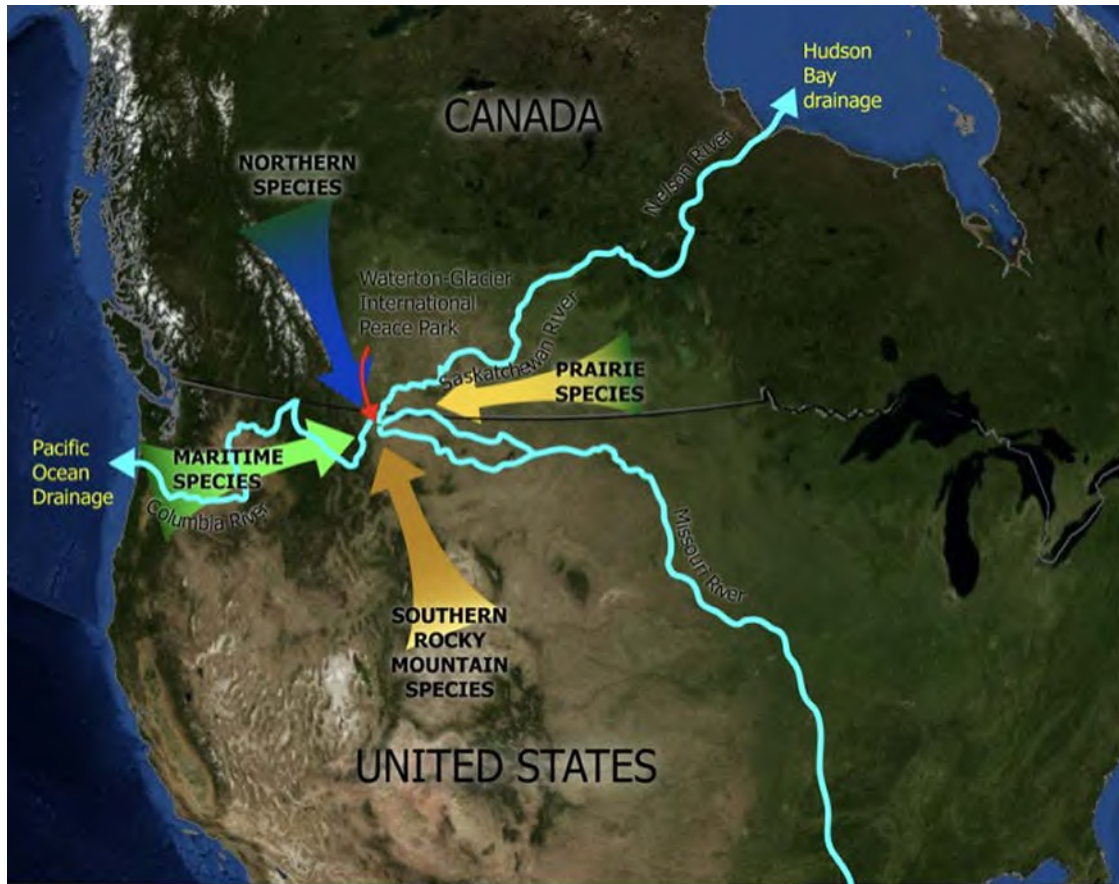 Hudson
Bay
drainage
CANADA
NORTHERN
SPECIES
Nelson River
Waterton-Glacier
International
Peace Park
Saskatchewan River
PRAIRIE
SPECIES
Pacific
Ocean
Drainage
MARITIME
SPECIES
Columbia River
Missouri River
SOUTHERN
ROCKY
MOUNTAIN
SPECIES
UNITED STATES